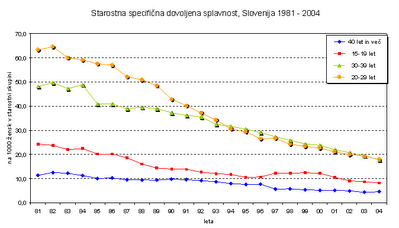 Starostna specifična dovoljena splavnost, Slovenija 1981 - 2004
na 1000 žensk v starostni skupini
70,0
60,0
50,0
40,0
30,0
20,0
10,0
0,0
40 let in več
15-19 let
30-39 let
20-29 let
81 82 83 84 85 86 87 88 89 90 91 92 93 94 95 96 97 98 99 00 01 02 03 04
leta